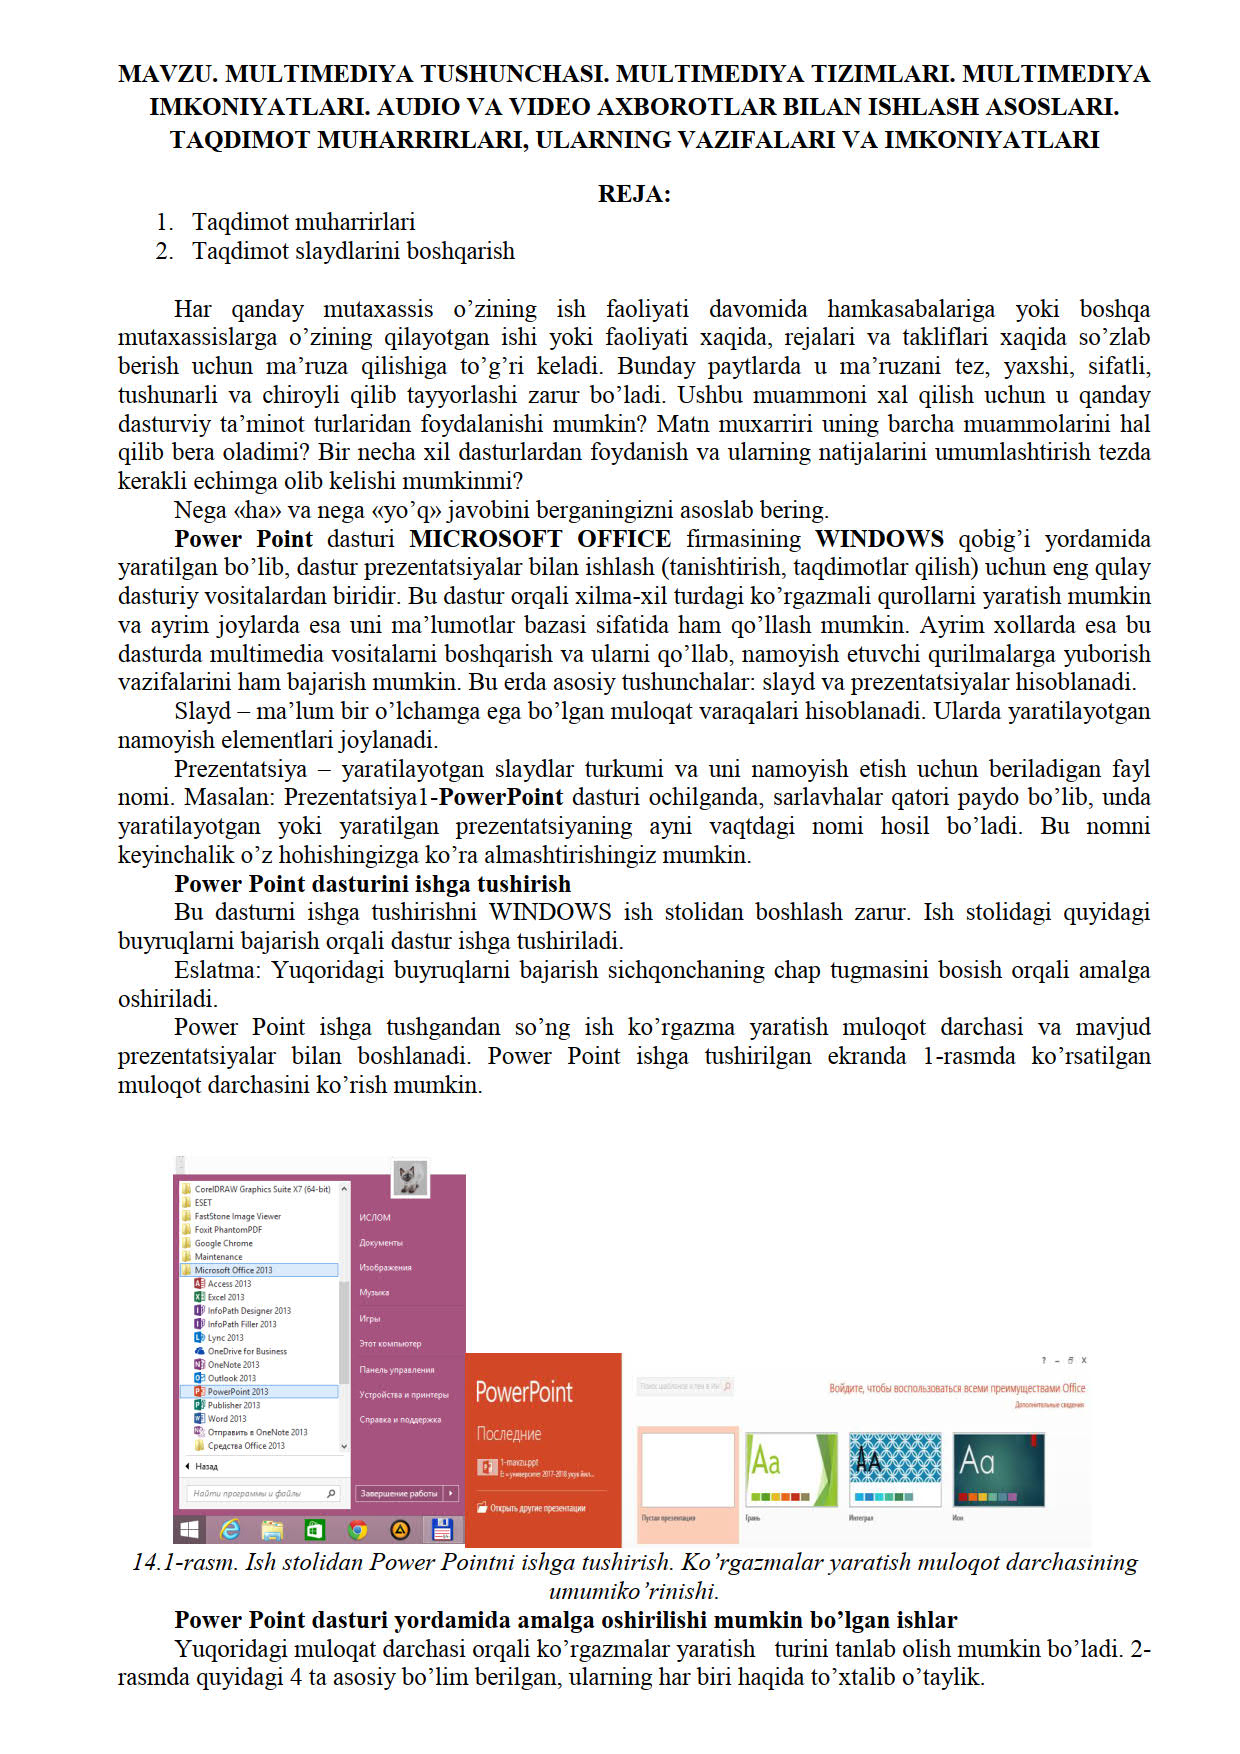 MAVZU. MULTIMEDIYA TUSHUNCHASI. MULTIMEDIYA TIZIMLARI. MULTIMEDIYA
IMKONIYATLARI. AUDIO VA VIDEO AXBOROTLAR BILAN ISHLASH ASOSLARI.
TAQDIMOT MUHARRIRLARI, ULARNING VAZIFALARI VA IMKONIYATLARI
REJA:
1. Taqdimot muharrirlari
2. Taqdimot slaydlarini boshqarish
Har qanday mutaxassis o’zining ish faoliyati davomida hamkasabalariga yoki boshqa
mutaxassislarga o’zining qilayotgan ishi yoki faoliyati xaqida, rejalari va takliflari xaqida so’zlab
berish uchun ma’ruza qilishiga to’g’ri keladi. Bunday paytlarda u ma’ruzani tez, yaxshi, sifatli,
tushunarli va chiroyli qilib tayyorlashi zarur bo’ladi. Ushbu muammoni xal qilish uchun u qanday
dasturviy ta’minot turlaridan foydalanishi mumkin? Matn muxarriri uning barcha muammolarini hal
qilib bera oladimi? Bir necha xil dasturlardan foydanish va ularning natijalarini umumlashtirish tezda
kerakli echimga olib kelishi mumkinmi?
Nega «ha» va nega «yo’q» javobini berganingizni asoslab bering.
Power Point dasturi MICROSOFT OFFICE firmasining WINDOWS qobig’i yordamida
yaratilgan bo’lib, dastur prezentatsiyalar bilan ishlash (tanishtirish, taqdimotlar qilish) uchun eng qulay
dasturiy vositalardan biridir. Bu dastur orqali xilma-xil turdagi ko’rgazmali qurollarni yaratish mumkin
va ayrim joylarda esa uni ma’lumotlar bazasi sifatida ham qo’llash mumkin. Ayrim xollarda esa bu
dasturda multimedia vositalarni boshqarish va ularni qo’llab, namoyish etuvchi qurilmalarga yuborish
vazifalarini ham bajarish mumkin. Bu erda asosiy tushunchalar: slayd va prezentatsiyalar hisoblanadi.
Slayd – ma’lum bir o’lchamga ega bo’lgan muloqat varaqalari hisoblanadi. Ularda yaratilayotgan
namoyish elementlari joylanadi.
Prezentatsiya – yaratilayotgan slaydlar turkumi va uni namoyish etish uchun beriladigan fayl
nomi. Masalan: Prezentatsiya1-PowerPoint dasturi ochilganda, sarlavhalar qatori paydo bo’lib, unda
yaratilayotgan yoki yaratilgan prezentatsiyaning ayni vaqtdagi nomi hosil bo’ladi. Bu nomni
keyinchalik o’z hohishingizga ko’ra almashtirishingiz mumkin.
Power Point dasturini ishga tushirish
Bu dasturni ishga tushirishni WINDOWS ish stolidan boshlash zarur. Ish stolidagi quyidagi
buyruqlarni bajarish orqali dastur ishga tushiriladi.
Eslatma: Yuqoridagi buyruqlarni bajarish sichqonchaning chap tugmasini bosish orqali amalga
oshiriladi.
Power Point ishga tushgandan so’ng ish ko’rgazma yaratish muloqot darchasi va mavjud
prezentatsiyalar bilan boshlanadi. Power Point ishga tushirilgan ekranda 1-rasmda ko’rsatilgan
muloqot darchasini ko’rish mumkin.
CorelDRAW Graphics Suite X7 (64-bit)
ESET
FastStone Image Viewer
Foxit PhantomPDF
Google Chrome
Maintenance
Microsoft Office 2013
Access 2013
Excel 2013
InfoPath Designer 2013
InfoPath Filler 2013
Lync 2013
OneDrive for Business
OneNote 2013
Outlook 2013
PowerPoint 2013
Publisher 2013
Word 2013
Отправить в OneNote 2013
Средства Office 2013
Назад
Найти программы и файлы
ИСЛОМ
Документы
Изображения
Музыка
Игры
Этот компьютер
Панель управления
Устройства и принтеры
Справка и поддержка
Завершение работы
PowerPoint
Последние
1-mavzu.ppt
Открыть другие презентации
Войдите, чтобы воспользоваться всеми преимуществами Office
Дополнительные сведения
Aa
AA
Aa
Пустая презентация
Грань
Интеграл
Ион
14.1-rasm. Ish stolidan Power Pointni ishga tushirish. Ko’rgazmalar yaratish muloqot darchasining
umumiko’rinishi.
Power Point dasturi yordamida amalga oshirilishi mumkin bo’lgan ishlar
Yuqoridagi muloqat darchasi orqali ko’rgazmalar yaratish turini tanlab olish mumkin bo’ladi. 2-
rasmda quyidagi 4 ta asosiy bo’lim berilgan, ularning har biri haqida to’xtalib o’taylik.